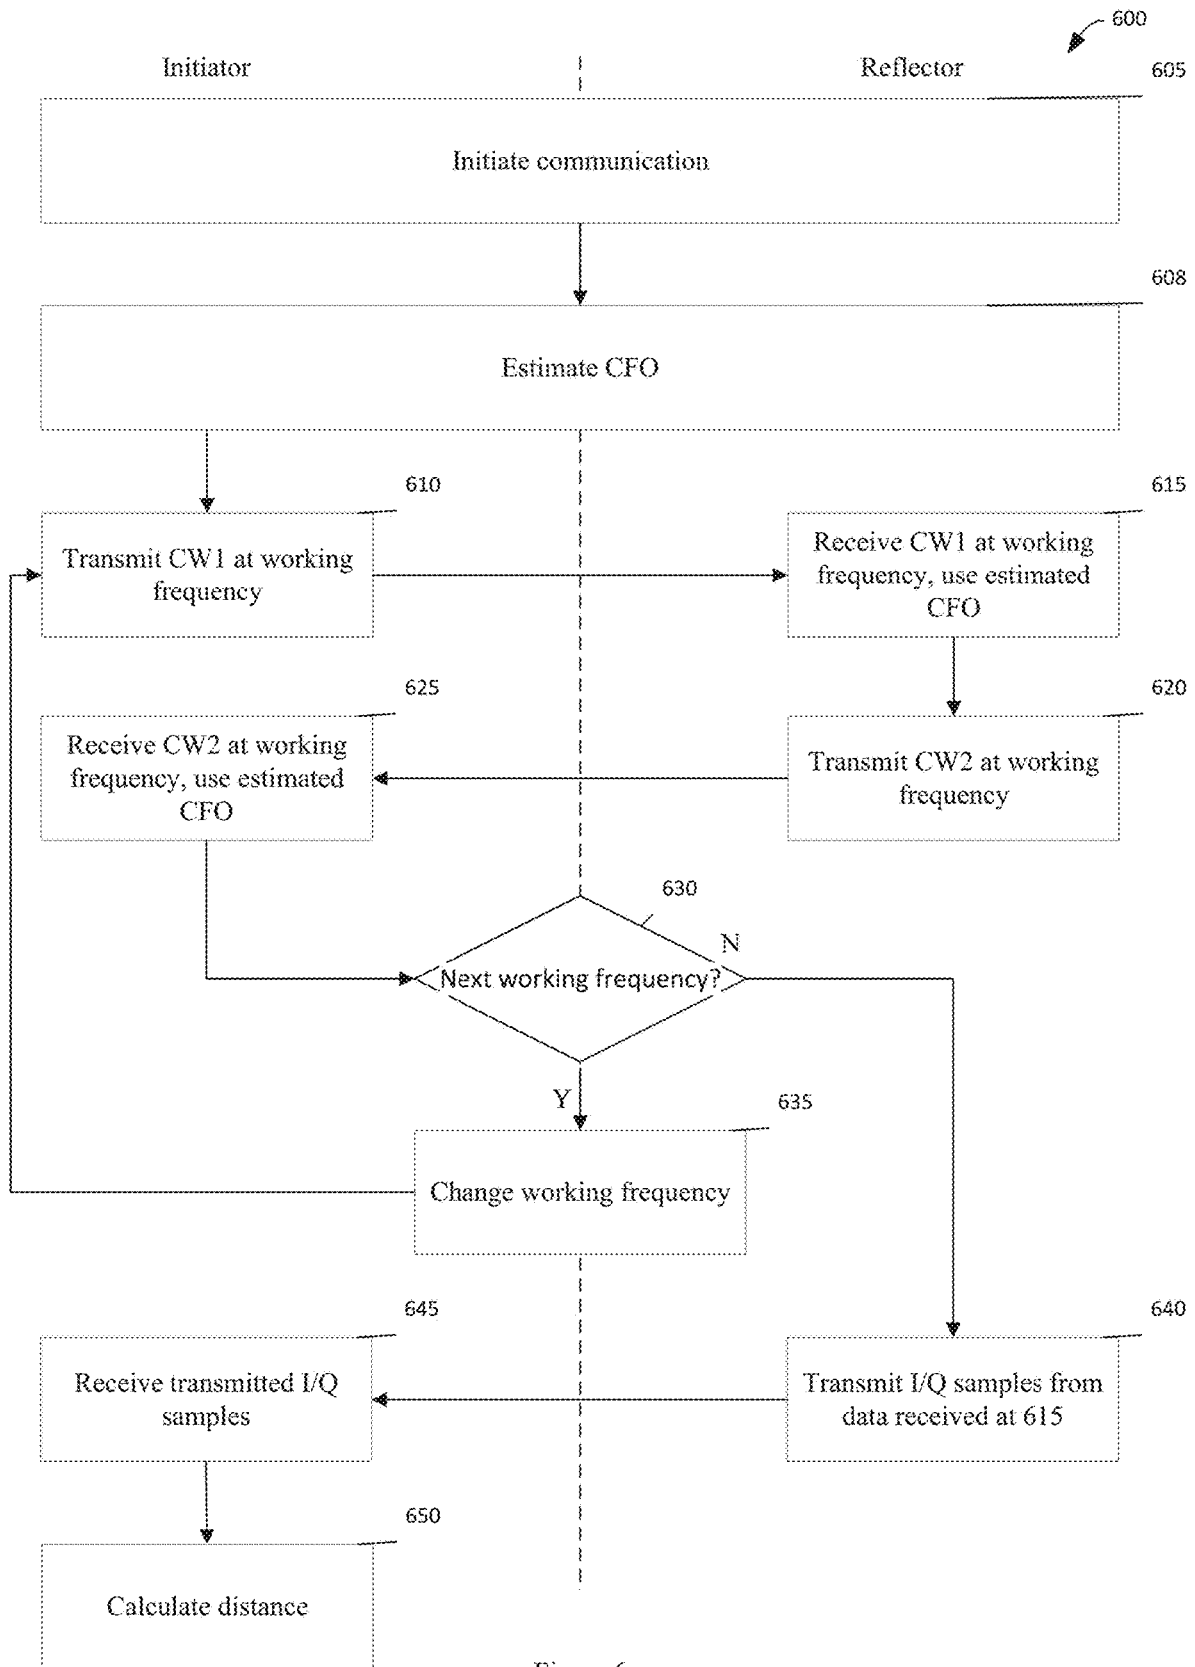 600
Initiator
Reflector
605
Initiate communication
608
Estimate CFO
610
Transmit CW1 at working
frequency
615
Receive CW1 at working
frequency, use estimated
CFO
625
Receive CW2 at working
frequency, use estimated
CFO
620
Transmit CW2 at working
frequency
630
N
Next working frequency?
Y
635
Change working frequency
645
Receive transmitted I/Q
samples
640
Transmit I/Q samples from
data received at 615
650
Calculate distance